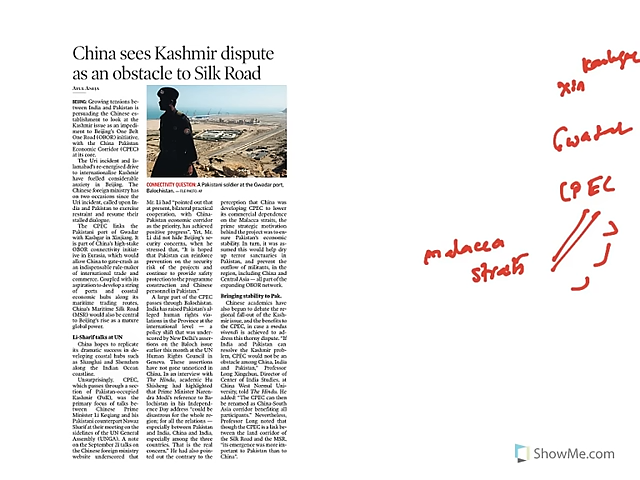 China sees Kashmir dispute
as an obstacle to Silk Road
ATUL ANEJA
BEIJING: Growing tensions be-
tween India and Pakistan is
persuading the Chinese es-
tablishment to look at the
Kashmir issue as an impedi-
ment to Beijing's One Belt
One Road (OBOR) initiative,
with the China Pakistan
Economic Corridor (CPEC)
at its core.
The Uri incident and Is-
lamabad's re-energised drive
to internationalise Kashmir
have fuelled considerable
anxiety in Beijing. The
Chinese foreign ministry has
on two occasions since the
Uri incident, called upon In-
dia and Pakistan to exercise
restraint and resume their
stalled dialogue.
The CPEC links the
Pakistani port of Gwadar
with Kashgar in Xinjiang. It
is part of China's high-stake
OBOR connectivity initiat-
ive in Eurasia, which would
allow China to gate-crash as
an indispensable rule-maker
of international trade and
commerce. Coupled with its
aspiration to develop a string
of ports and coastal
economic hubs along its
maritime trading routes,
China's Maritime Silk Road
(MSR) would also be central
to Beijing's rise as a mature
global power.
Li-Sharif talks at UN
China hopes to replicate
its dramatic success in devel-
oping coastal hubs such
as Shanghai and Shenzhen
along the Indian Ocean
coastline.
Unsurprisingly, CPEC,
which passes through a sec-
tion of Pakistan-occupied
Kashmir (PoK), was the
primary focus of talks
between Chinese Prime
Minister Li Keqiang and his
Pakistani counterpart Nawaz
Sharif at their meeting on the
sidelines of the UN General
Assembly (UNGA). A note
on the September 21 talks on
the Chinese foreign ministry
website underscored that
CONNECTIVITY QUESTION: A Pakistani soldier at the Gwadar port,
Balochistan. — FILE PHOTO: AP
Mr. Li had "pointed out that
at present, bilateral practical
cooperation, with China-
Pakistan economic corridor
as the priority, has achieved
positive progress". Yet, Mr.
Li did not hide Beijing's se-
curity concerns, when he
stressed that, "It is hoped
that Pakistan can reinforce
prevention on the security
risk of the projects and
continue to provide safety
protection to the programme
construction and Chinese
personnel in Pakistan."
A large part of the CPEC
passes through Balochistan.
India has raised Pakistan's al-
leged human rights viola-
tions in the Province at the
international level — a
policy shift that was under-
scored by New Delhi's asser-
tions on the Baloch issue
earlier this month at the UN
Human Rights Council in
Geneva. These assertions
have not gone unnoticed in
China. In an interview with
The Hindu, academic Hu
Shisheng had highlighted
that Prime Minister Naren-
dra Modi's reference to Ba-
lochistan in his Independ-
ence Day address "could be
disastrous for the whole re-
gion; for all the relations —
especially between Pakistan
and India, China and India,
especially among the three
countries. That is the real
concern." He had also poin-
ted out the contrary to the
perception that China was
developing CPEC to lower
its commercial dependence
on the Malacca straits, the
prime strategic motivation
behind the project was to en-
sure Pakistan's economic
stability. In turn, it was as-
sumed this would help dry
up terror sanctuaries in
Pakistan, and prevent the
outflow of militants, in the
region, including China and
Central Asia — all part of the
expanding OBOR network.
Bringing stability to Pak.
Chinese academics have
also begun to debate the re-
gional fall-out of the Kash-
mir issue, and the benefits to
the CPEC, in case a modus
vivendi is achieved to ad-
dress this thorny dispute. "If
India and Pakistan can
resolve the Kashmir prob-
lem, CPEC would not be an
obstacle among China, India
and Pakistan," Professor
Long Xingchun, Director of
Center of India Studies, at
China West Normal Uni-
versity, told The Hindu. He
added: "The CPEC can then
be renamed as China-South
Asia corridor benefiting all
participants." Nevertheless,
Professor Long noted that
though the CPEC is a link be-
tween the land corridor of
the Silk Road and the MSR,
"its emergence was more im-
portant to Pakistan than to
China".
Kashgar
Xin
Gwadar
CPEC
malacca
straits
ShowMe.com